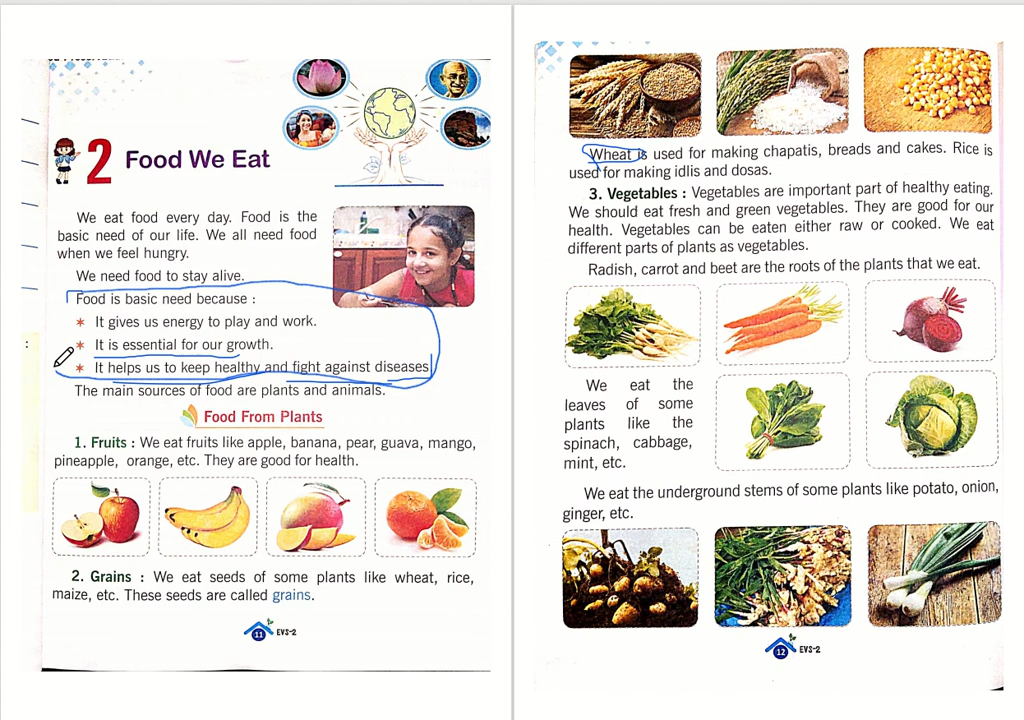 2 Food We Eat
We eat food every day. Food is the
basic need of our life. We all need food
when we feel hungry.
We need food to stay alive.
Food is basic need because :
* It gives us energy to play and work.
* It is essential for our growth.
* It helps us to keep healthy and fight against diseases
The main sources of food are plants and animals.
Food From Plants
1. Fruits : We eat fruits like apple, banana, pear, guava, mango,
pineapple, orange, etc. They are good for health.
2. Grains : We eat seeds of some plants like wheat, rice,
maize, etc. These seeds are called grains.
11 EVS-2
Wheat is used for making chapatis, breads and cakes. Rice is
used for making idlis and dosas.
3. Vegetables : Vegetables are important part of healthy eating.
We should eat fresh and green vegetables. They are good for our
health. Vegetables can be eaten either raw or cooked. We eat
different parts of plants as vegetables.
Radish, carrot and beet are the roots of the plants that we eat.
We eat the
leaves of some
plants like the
spinach, cabbage,
mint, etc.
We eat the underground stems of some plants like potato, onion,
ginger, etc.
12 EVS-2